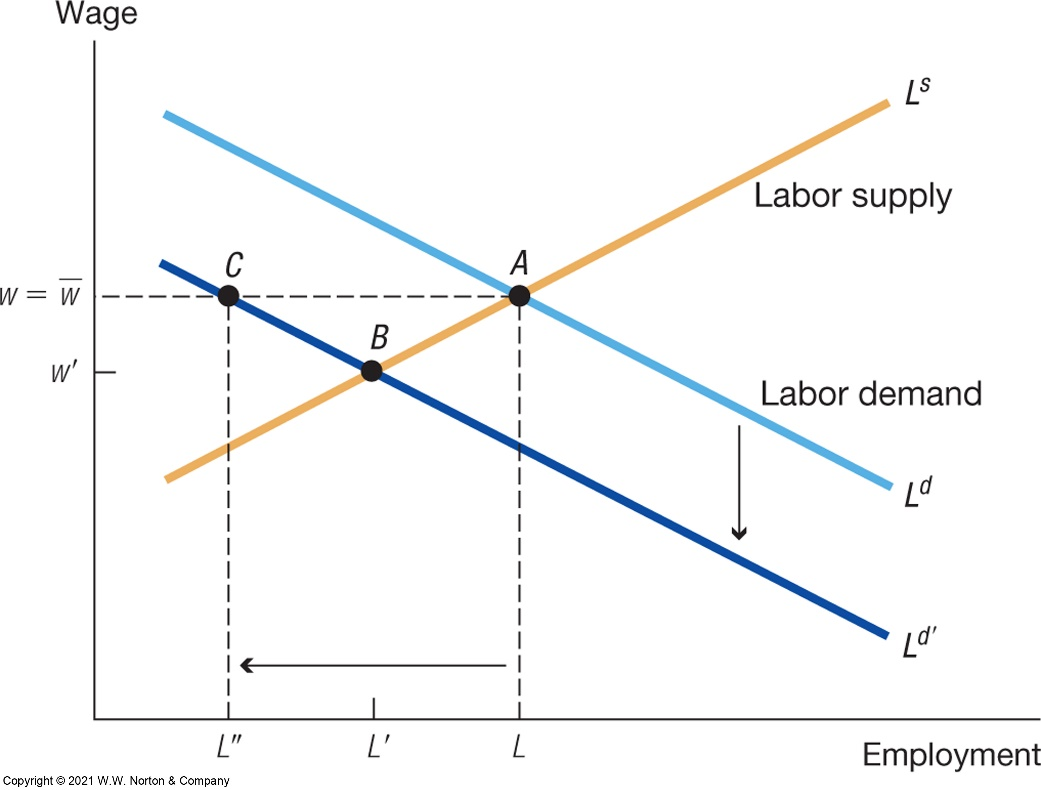 Wage
Lˢ
Labor supply
C
A
w = w̅
B
w′
Labor demand
Lᵈ
Lᵈ′
L″
L′
L
Employment
Copyright © 2021 W.W. Norton & Company